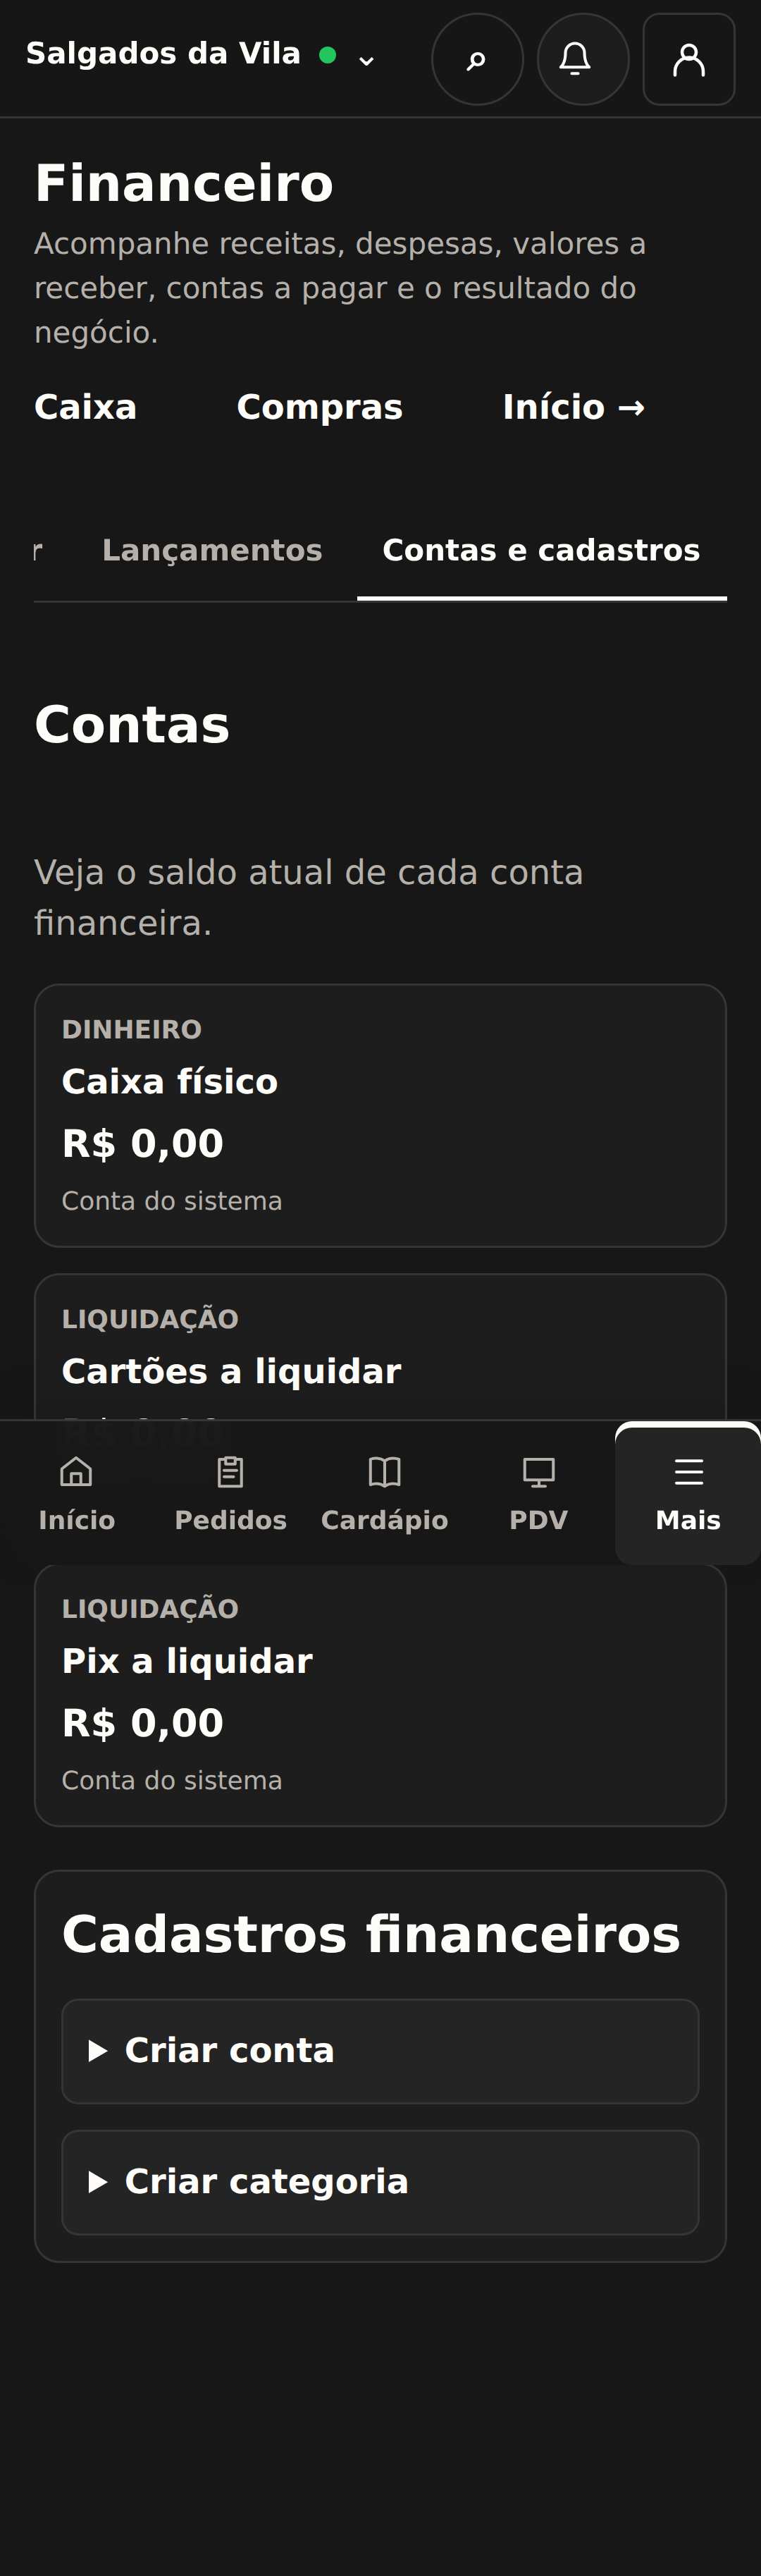 Salgados da Vila
Financeiro
Acompanhe receitas, despesas, valores a
receber, contas a pagar e o resultado do
negócio.
Caixa Compras Início →
r Lançamentos Contas e cadastros
Contas
Veja o saldo atual de cada conta
financeira.
DINHEIRO
Caixa físico
R$ 0,00
Conta do sistema
LIQUIDAÇÃO
Cartões a liquidar
R$ 0,00
Início Pedidos Cardápio PDV Mais
LIQUIDAÇÃO
Pix a liquidar
R$ 0,00
Conta do sistema
Cadastros financeiros
Criar conta
Criar categoria